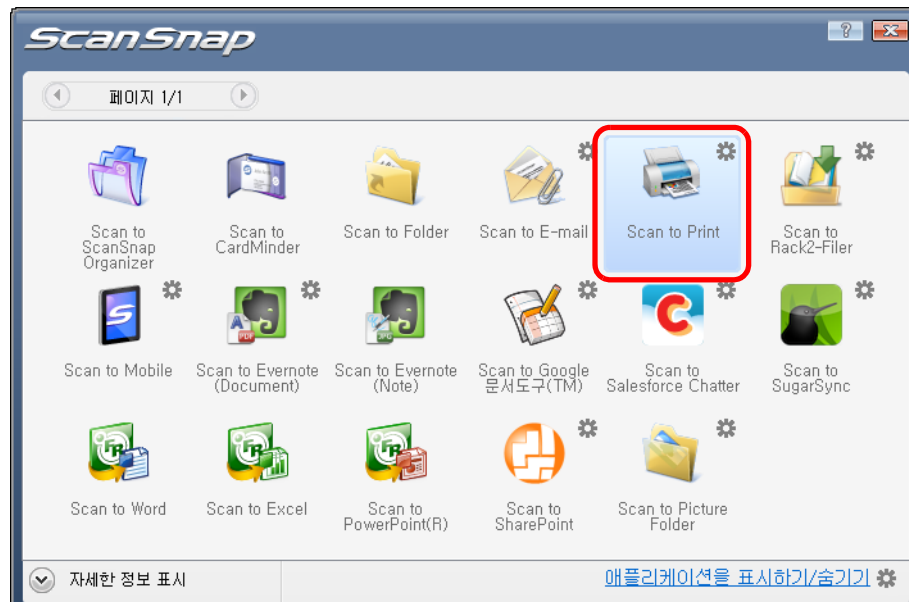 ScanSnap
페이지 1/1
Scan to
ScanSnap
Organizer
Scan to
CardMinder
Scan to Folder
Scan to E-mail
Scan to Print
Scan to
Rack2-Filer
Scan to Mobile
Scan to Evernote
(Document)
Scan to Evernote
(Note)
Scan to Google
문서도구(TM)
Scan to
Salesforce Chatter
Scan to
SugarSync
Scan to Word
Scan to Excel
Scan to
PowerPoint(R)
Scan to
SharePoint
Scan to Picture
Folder
자세한 정보 표시
애플리케이션을 표시하기/숨기기